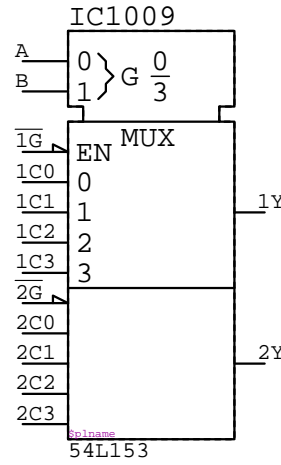 IC1009
A 0 } G 0/3
B 1
MUX
1G EN
1C0 0
1C1 1 1Y
1C2 2
1C3 3
2G
2C0
2C1 2Y
2C2
2C3
$plname
54L153